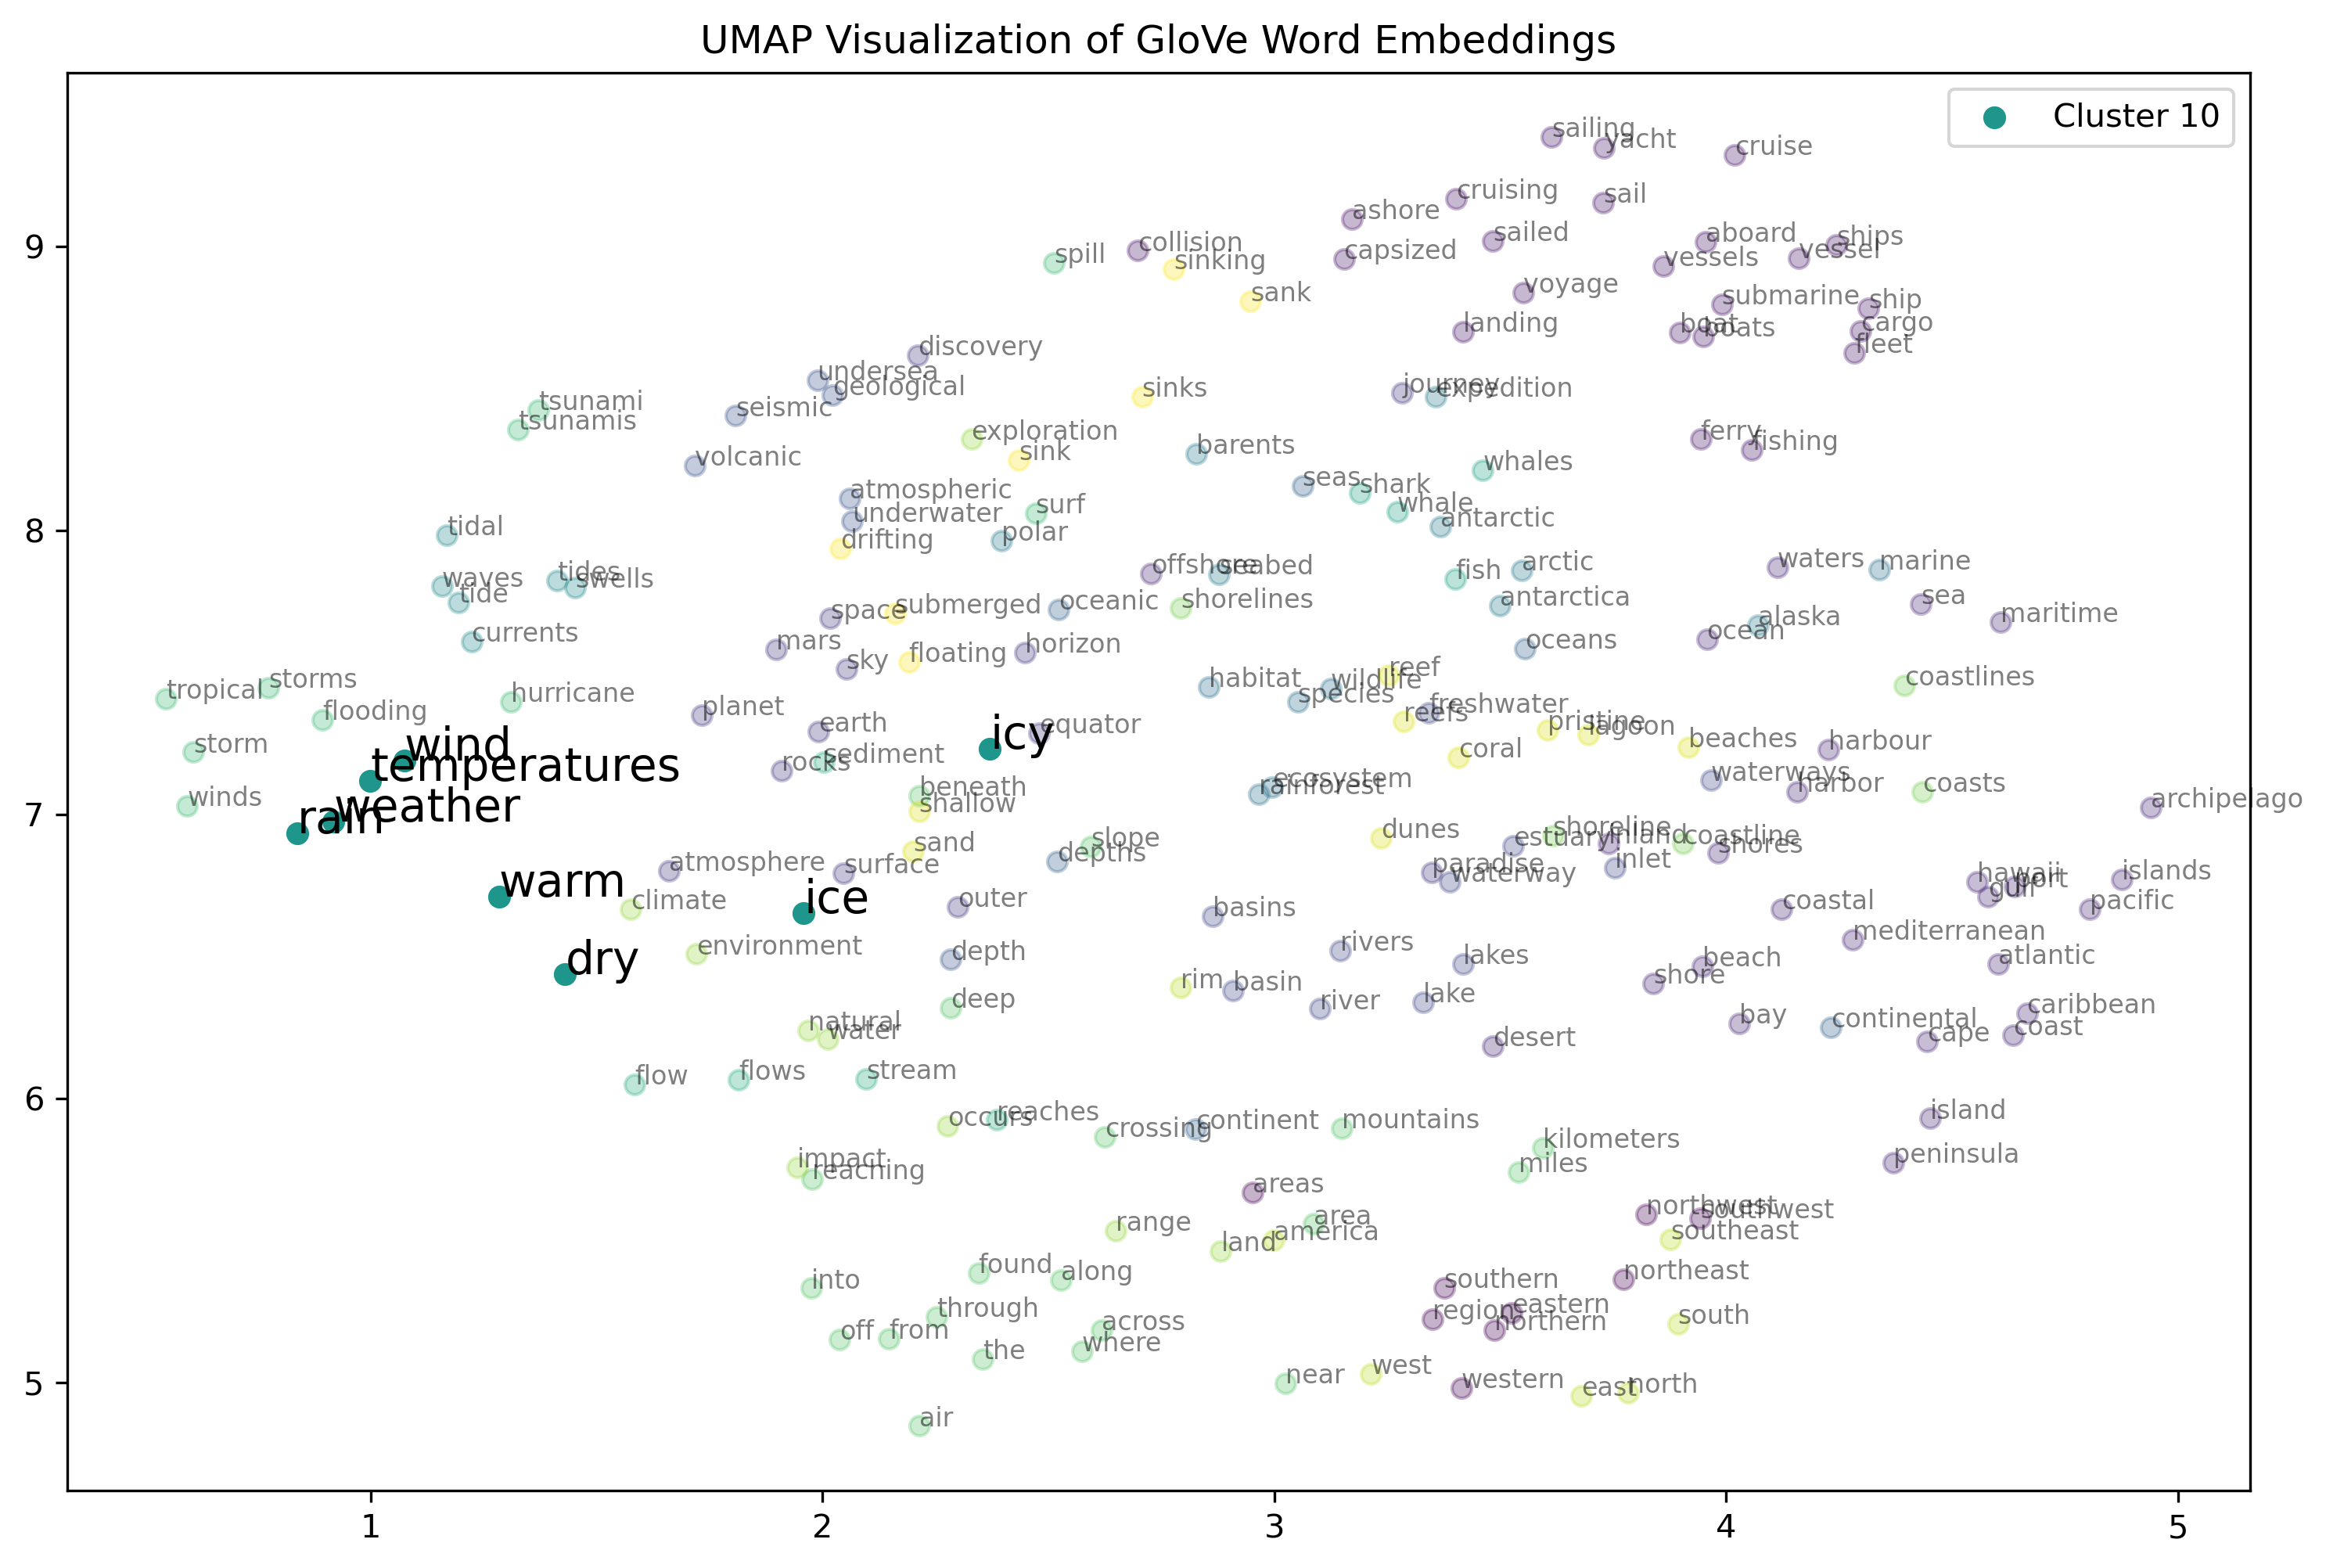 UMAP Visualization of GloVe Word Embeddings
Cluster 10
sailing
yacht
cruise
cruising
sail
ashore
sailed
aboard
ships
collision
capsized
vessel
spill
sinking
vessels
sank
voyage
submarine
ship
landing
boat
boats
cargo
fleet
discovery
undersea
geological
sinks
journey
expedition
tsunami
tsunamis
seismic
exploration
barents
ferry
fishing
volcanic
sink
seas
shark
whales
whale
atmospheric
underwater
surf
antarctic
tidal
drifting
polar
waves
tides
swells
tide
offshore
seabed
fish
arctic
waters
marine
space
submerged
oceanic
shorelines
antarctica
sea
maritime
currents
mars
sky
floating
horizon
oceans
ocean
alaska
tropical
storms
flooding
hurricane
planet
habitat
species
wildlife
reef
reefs
freshwater
coastlines
storm
wind
temperatures
earth
rocks
sediment
icy
equator
coral
pristine
lagoon
beaches
harbour
winds
rain
weather
beneath
shallow
rainforest
ecosystem
waterways
harbor
coasts
archipelago
sand
slope
depths
dunes
estuary
shoreline
inland
coastline
shores
warm
atmosphere
surface
climate
ice
outer
paradise
waterway
inlet
hawaii
gulf
port
islands
pacific
basins
coastal
dry
environment
depth
rivers
lakes
mediterranean
atlantic
deep
rim
basin
river
lake
shore
beach
natural
water
desert
bay
continental
cape
caribbean
coast
flow
flows
stream
occurs
reaches
crossing
continent
mountains
kilometers
miles
island
peninsula
impact
reaching
areas
range
area
land
america
northwest
southwest
southeast
into
found
along
southern
northeast
off
from
through
across
where
the
region
eastern
northern
south
near
west
western
east
north
air
9
8
7
6
5
1
2
3
4
5